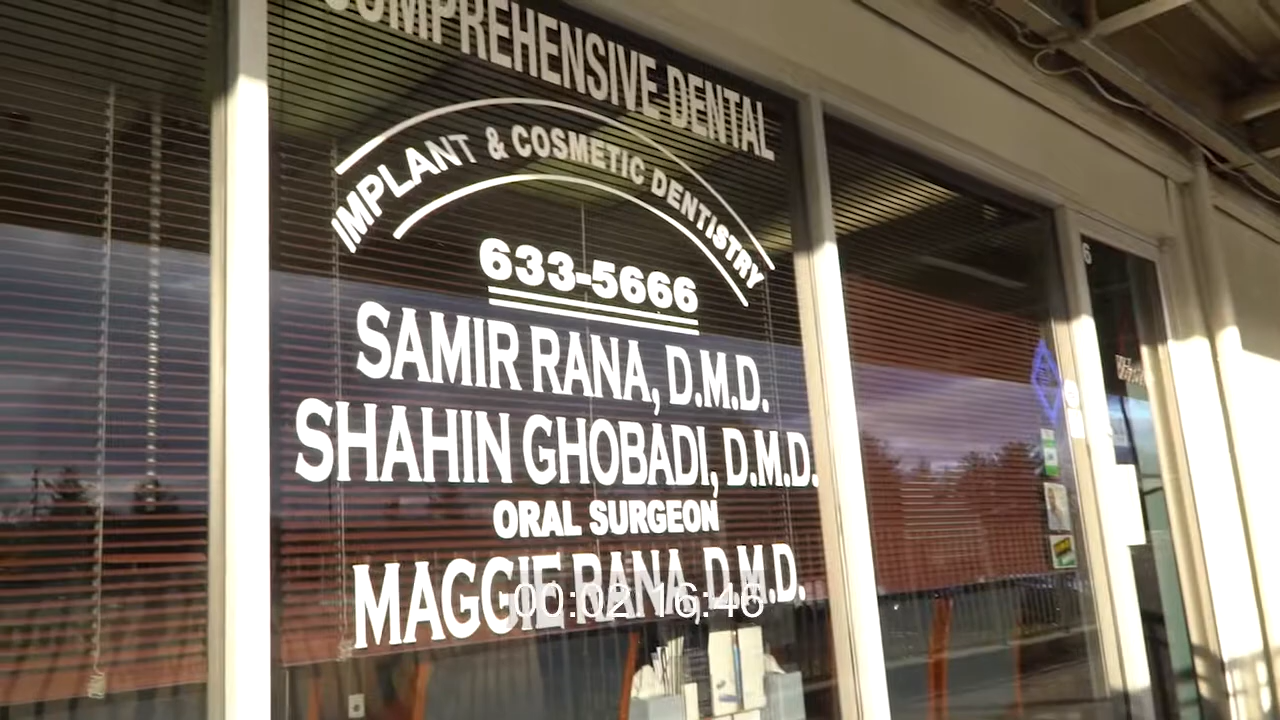 COMPREHENSIVE DENTAL
IMPLANT & COSMETIC DENTISTRY
633-5666
SAMIR RANA, D.M.D.
SHAHIN GHOBADI, D.M.D.
ORAL SURGEON
MAGGIE RANA, D.M.D.
00:02:16:46
6